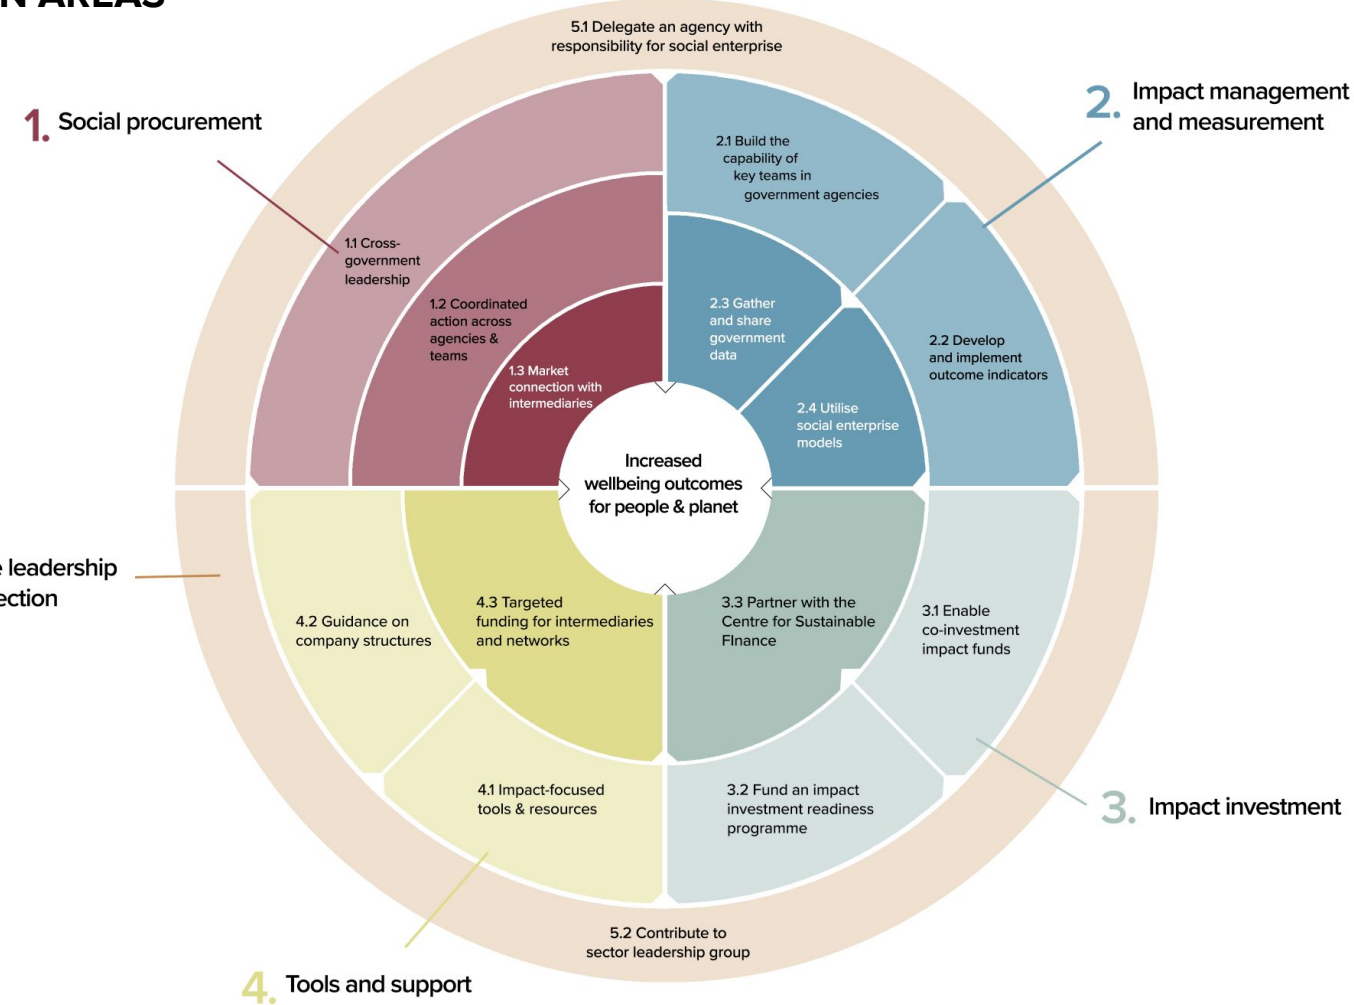 N AREAS
5.1 Delegate an agency with
responsibility for social enterprise
1. Social procurement
2. Impact management
and measurement
1.1 Cross-
government
leadership
1.2 Coordinated
action across
agencies &
teams
1.3 Market
connection with
intermediaries
2.1 Build the
capability of
key teams in
government agencies
2.3 Gather
and share
government
data
2.2 Develop
and implement
outcome indicators
2.4 Utilise
social enterprise
models
Increased
wellbeing outcomes
for people & planet
e leadership
ection
4.2 Guidance on
company structures
4.3 Targeted
funding for intermediaries
and networks
3.3 Partner with the
Centre for Sustainable
FInance
3.1 Enable
co-investment
impact funds
4.1 Impact-focused
tools & resources
3.2 Fund an impact
investment readiness
programme
3. Impact investment
5.2 Contribute to
sector leadership group
4. Tools and support